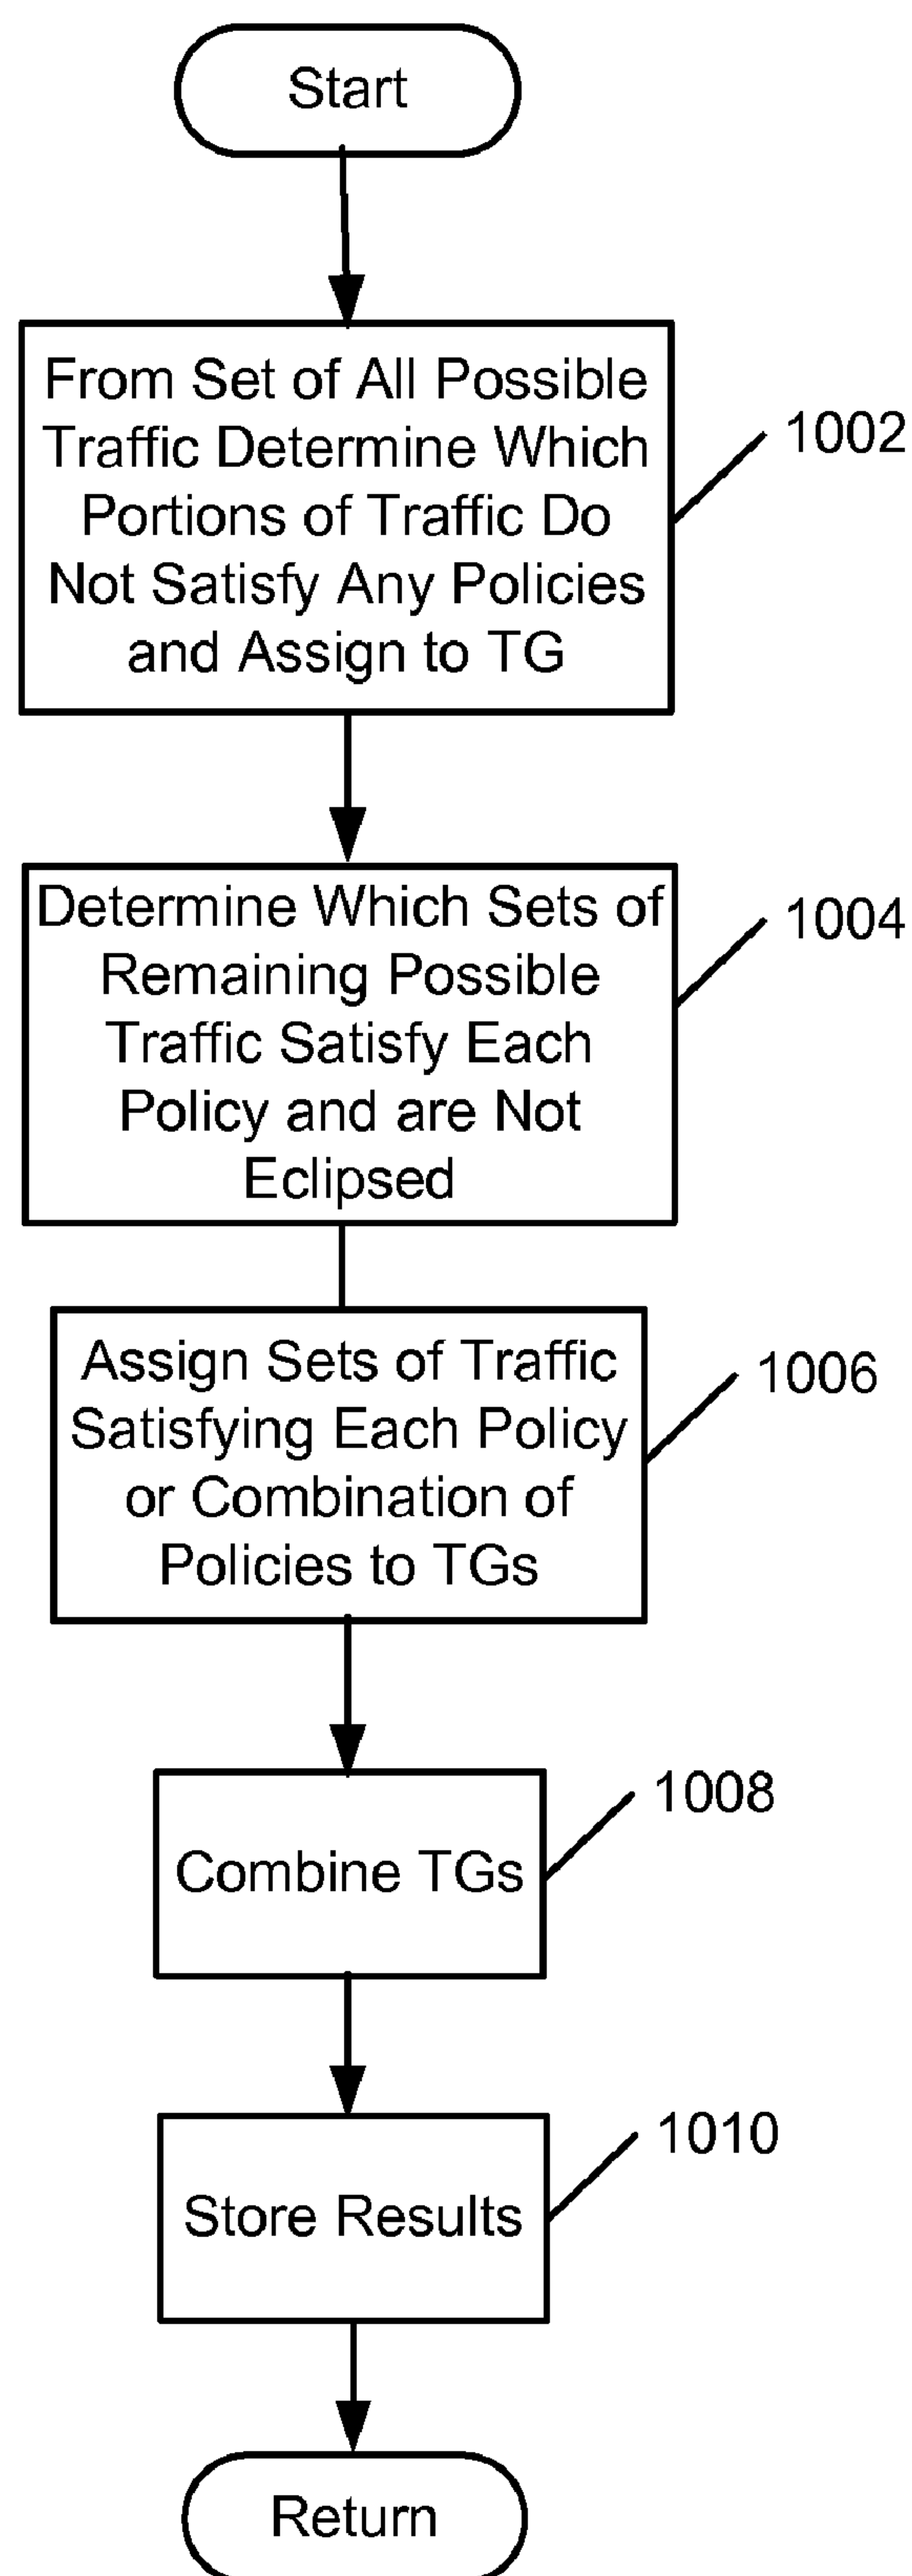 Start
From Set of All Possible
Traffic Determine Which
Portions of Traffic Do
Not Satisfy Any Policies
and Assign to TG
1002
Determine Which Sets of
Remaining Possible
Traffic Satisfy Each
Policy and are Not
Eclipsed
1004
Assign Sets of Traffic
Satisfying Each Policy
or Combination of
Policies to TGs
1006
Combine TGs
1008
Store Results
1010
Return